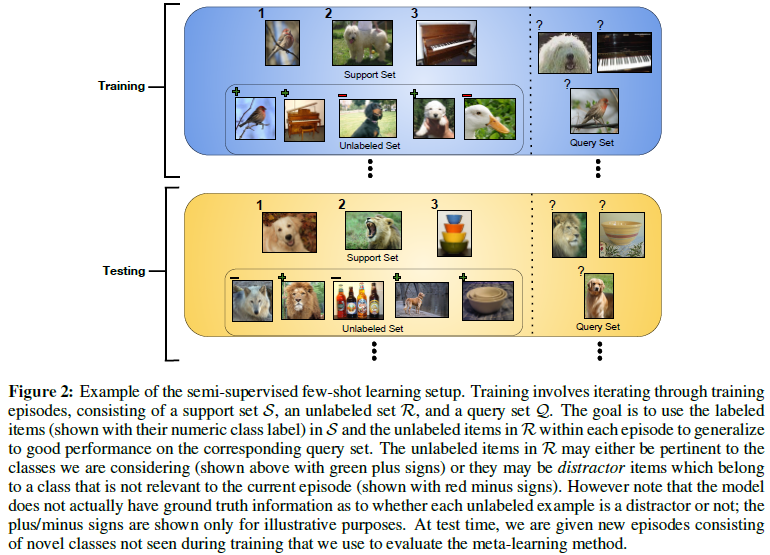 1 2 3
Support Set
+ + − + −
Unlabeled Set
? ?
?
Query Set
Training
1 2 3
Support Set
− + − + +
Unlabeled Set
? ?
?
Query Set
Testing
Figure 2: Example of the semi-supervised few-shot learning setup. Training involves iterating through training
episodes, consisting of a support set S, an unlabeled set R, and a query set Q. The goal is to use the labeled
items (shown with their numeric class label) in S and the unlabeled items in R within each episode to generalize
to good performance on the corresponding query set. The unlabeled items in R may either be pertinent to the
classes we are considering (shown above with green plus signs) or they may be distractor items which belong
to a class that is not relevant to the current episode (shown with red minus signs). However note that the model
does not actually have ground truth information as to whether each unlabeled example is a distractor or not; the
plus/minus signs are shown only for illustrative purposes. At test time, we are given new episodes consisting
of novel classes not seen during training that we use to evaluate the meta-learning method.